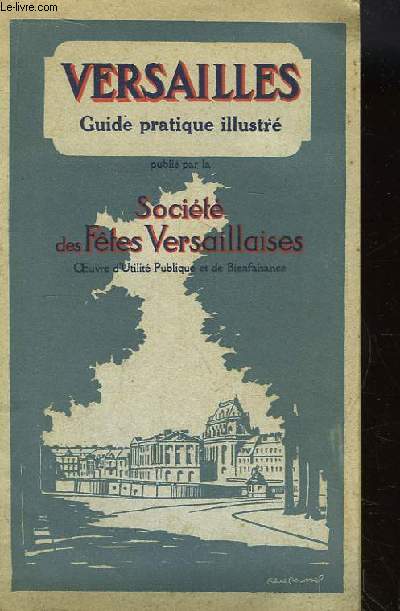 Le-Livre.com
VERSAILLES
Guide pratique illustré
publié par la
Société
des Fêtes Versaillaises
Œuvre d'Utilité Publique et de Bienfaisance